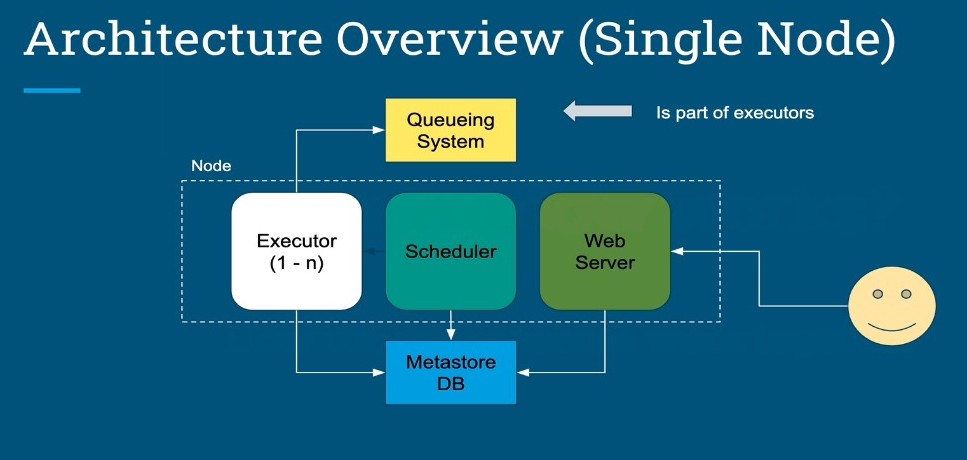 Architecture Overview (Single Node)
Queueing
System
Is part of executors
Node
Executor
(1 - n)
Scheduler
Web
Server
Metastore
DB